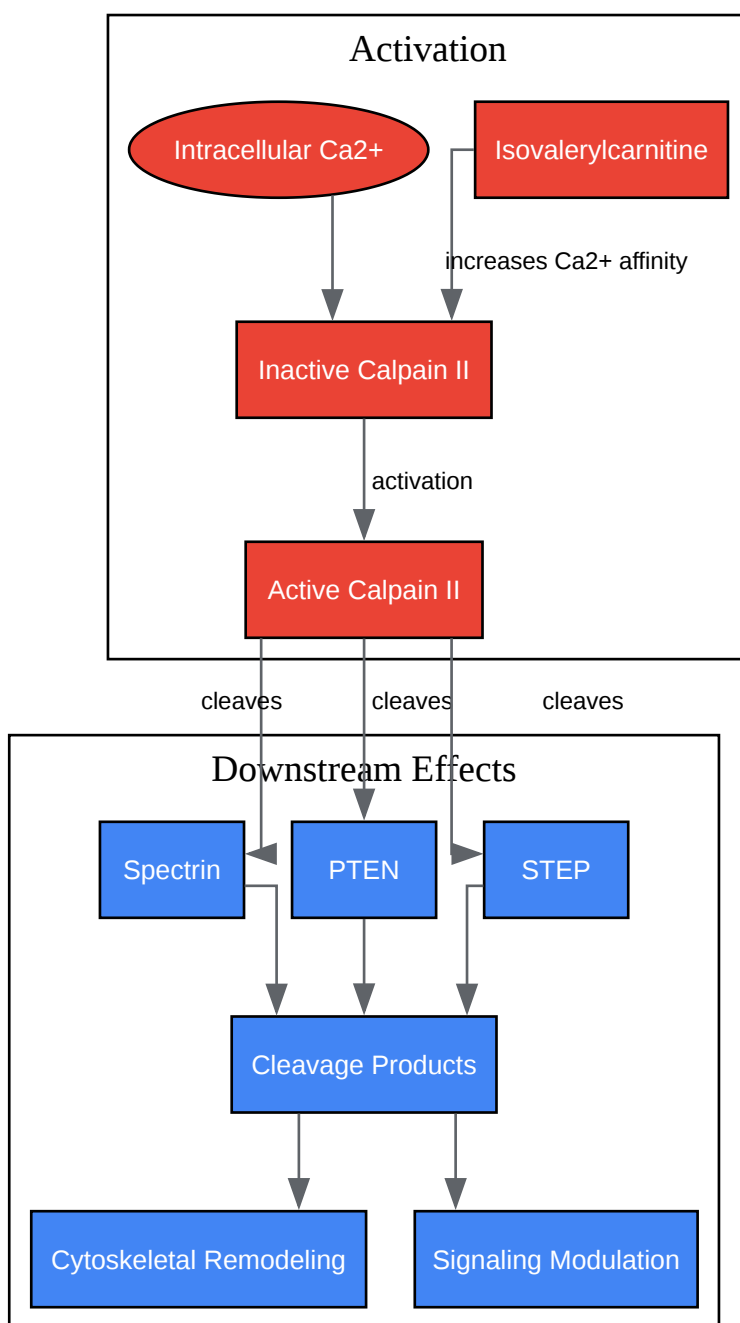 Activation
Intracellular Ca2+
Isovalerylcarnitine
increases Ca2+ affinity
Inactive Calpain II
activation
Active Calpain II
cleaves
cleaves
cleaves
Downstream Effects
Spectrin
PTEN
STEP
Cleavage Products
Cytoskeletal Remodeling
Signaling Modulation